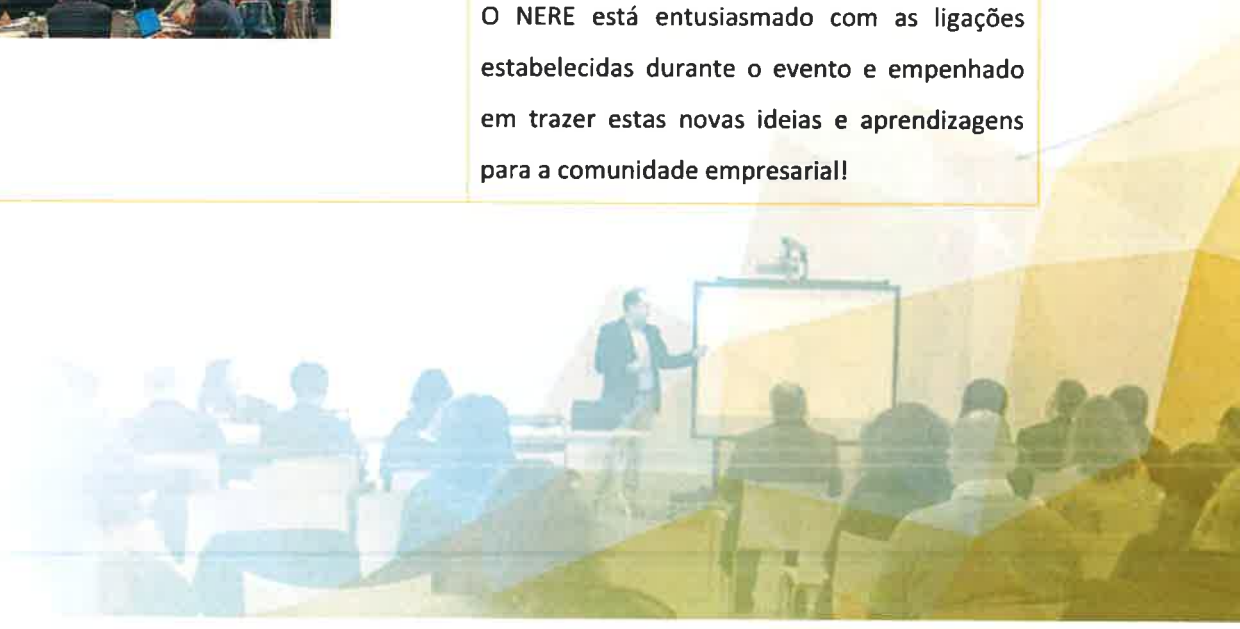 O NERE está entusiasmado com as ligações
estabelecidas durante o evento e empenhado
em trazer estas novas ideias e aprendizagens
para a comunidade empresarial!